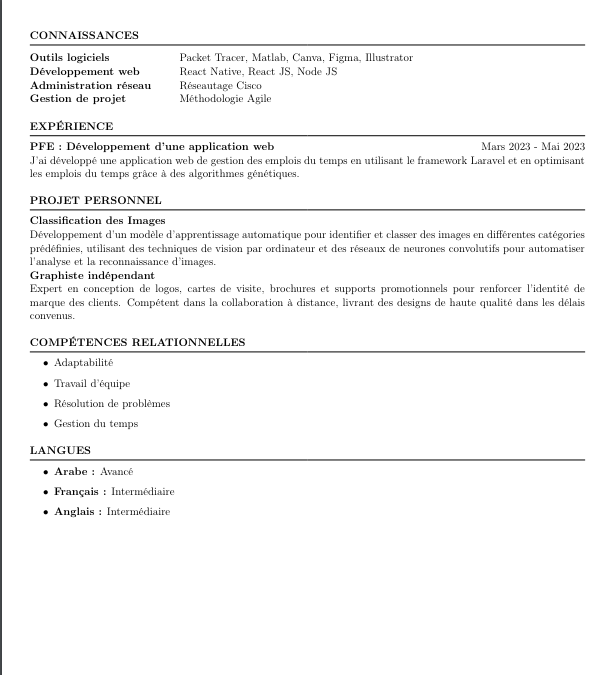 CONNAISSANCES
Outils logiciels Packet Tracer, Matlab, Canva, Figma, Illustrator
Développement web React Native, React JS, Node JS
Administration réseau Réseautage Cisco
Gestion de projet Méthodologie Agile
EXPÉRIENCE
PFE : Développement d'une application web Mars 2023 - Mai 2023
J'ai développé une application web de gestion des emplois du temps en utilisant le framework Laravel et en optimisant
les emplois du temps grâce à des algorithmes génétiques.
PROJET PERSONNEL
Classification des Images
Développement d'un modèle d'apprentissage automatique pour identifier et classer des images en différentes catégories
prédéfinies, utilisant des techniques de vision par ordinateur et des réseaux de neurones convolutifs pour automatiser
l'analyse et la reconnaissance d'images.
Graphiste indépendant
Expert en conception de logos, cartes de visite, brochures et supports promotionnels pour renforcer l'identité de
marque des clients. Compétent dans la collaboration à distance, livrant des designs de haute qualité dans les délais
convenus.
COMPÉTENCES RELATIONNELLES
• Adaptabilité
• Travail d'équipe
• Résolution de problèmes
• Gestion du temps
LANGUES
• Arabe : Avancé
• Français : Intermédiaire
• Anglais : Intermédiaire